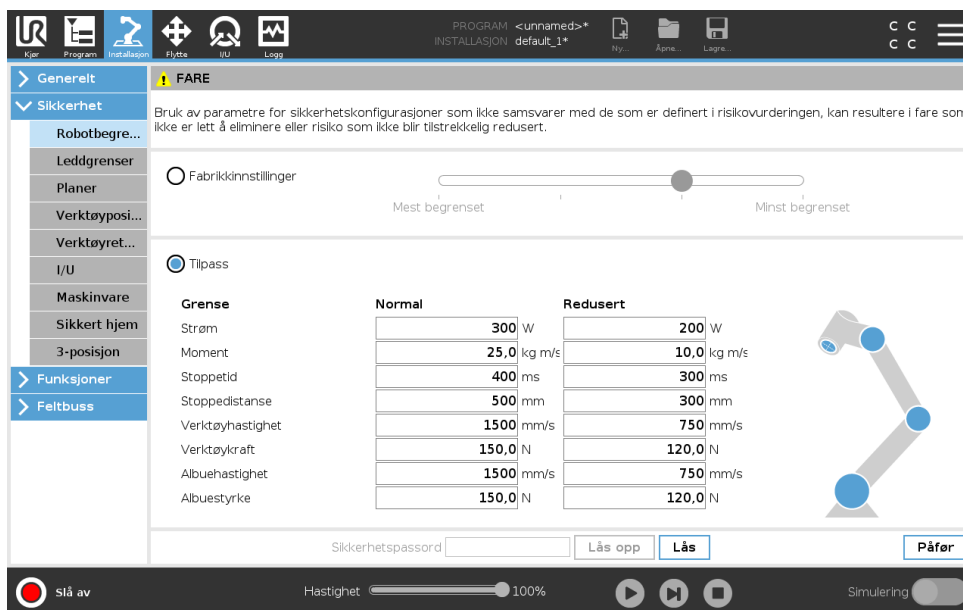 PROGRAM <unnamed>*
INSTALLASJON default_1*
C C
C C
UR
Kjør Program Installasjon Flytte I/U Logg Ny... Åpne... Lagre...
Generelt
Sikkerhet
Robotbegre...
Leddgrenser
Planer
Verktøyposi...
Verktøyret...
I/U
Maskinvare
Sikkert hjem
3-posisjon
Funksjoner
Feltbuss
FARE
Bruk av parametre for sikkerhetskonfigurasjoner som ikke samsvarer med de som er definert i risikovurderingen, kan resultere i fare som
ikke er lett å eliminere eller risiko som ikke blir tilstrekkelig redusert.
Fabrikkinnstillinger
Mest begrenset Minst begrenset
Tilpass
Grense Normal Redusert
Strøm 300 W 200 W
Moment 25,0 kg m/s 10,0 kg m/s
Stoppetid 400 ms 300 ms
Stoppedistanse 500 mm 300 mm
Verktøyhastighet 1500 mm/s 750 mm/s
Verktøykraft 150,0 N 120,0 N
Albuehastighet 1500 mm/s 750 mm/s
Albuestyrke 150,0 N 120,0 N
Sikkerhetspassord Lås opp Lås Påfør
Slå av Hastighet 100% Simulering